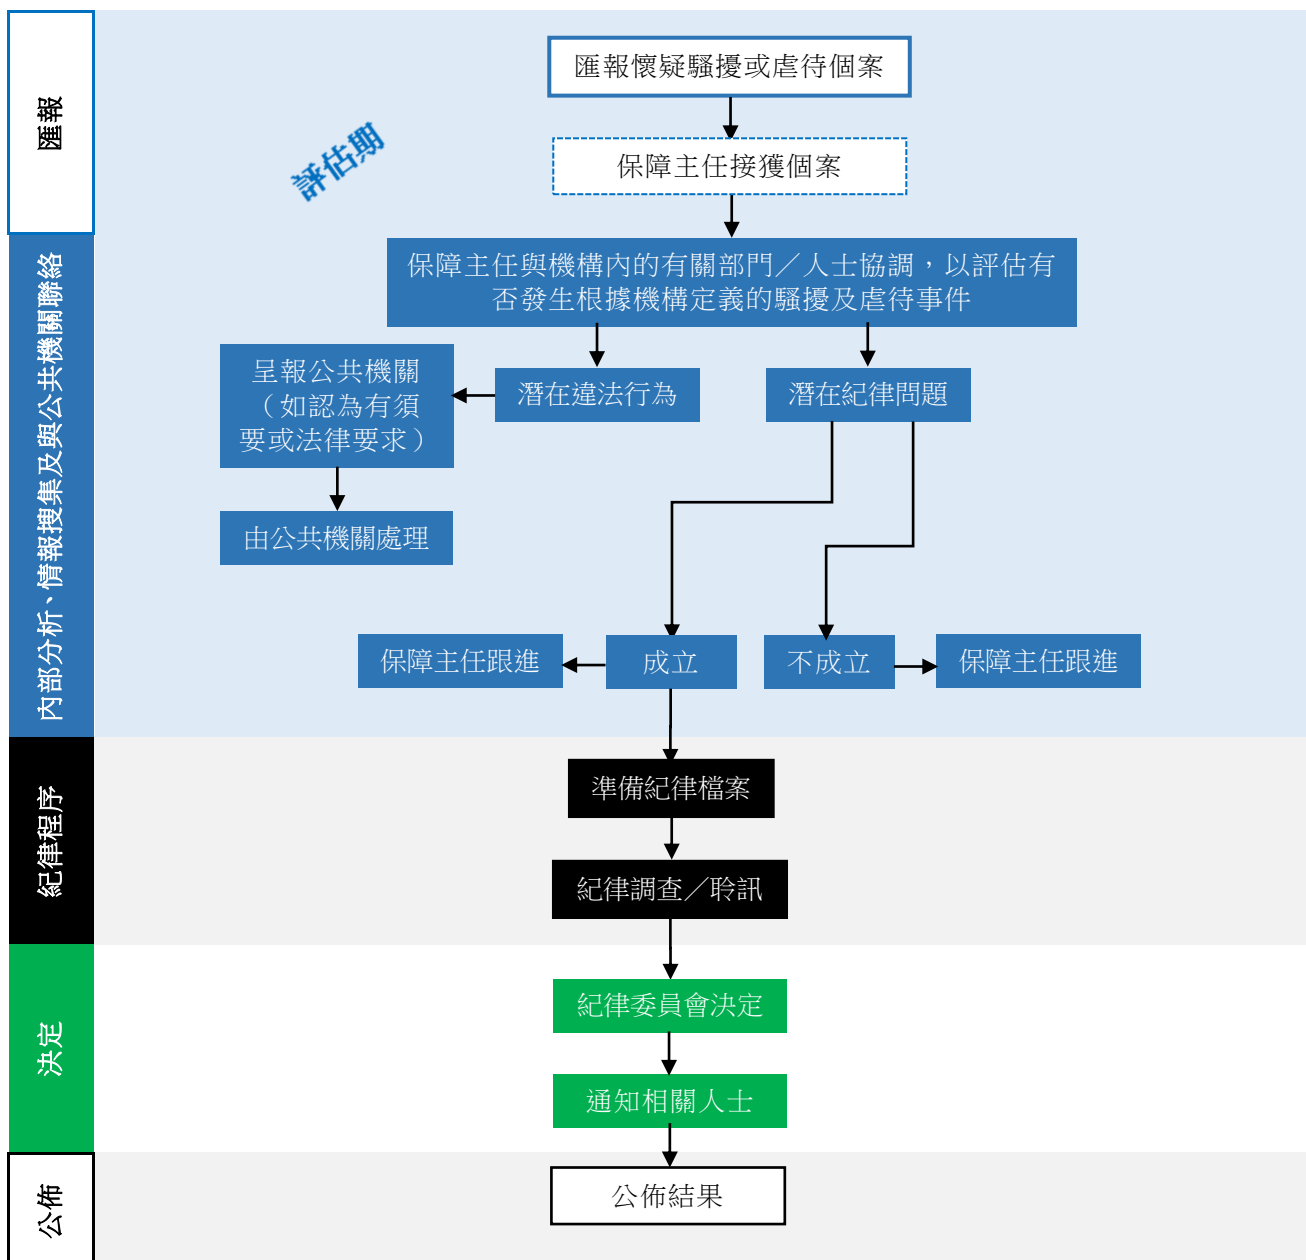 匯報
匯報懷疑騷擾或虐待個案
評估期
保障主任接獲個案
內部分析、情報搜集及與公共機關聯絡
保障主任與機構內的有關部門／人士協調，以評估有
否發生根據機構定義的騷擾及虐待事件
呈報公共機關
（如認為有須
要或法律要求）
潛在違法行為
潛在紀律問題
由公共機關處理
保障主任跟進
成立
不成立
保障主任跟進
紀律程序
準備紀律檔案
紀律調查／聆訊
決定
紀律委員會決定
通知相關人士
公佈
公佈結果